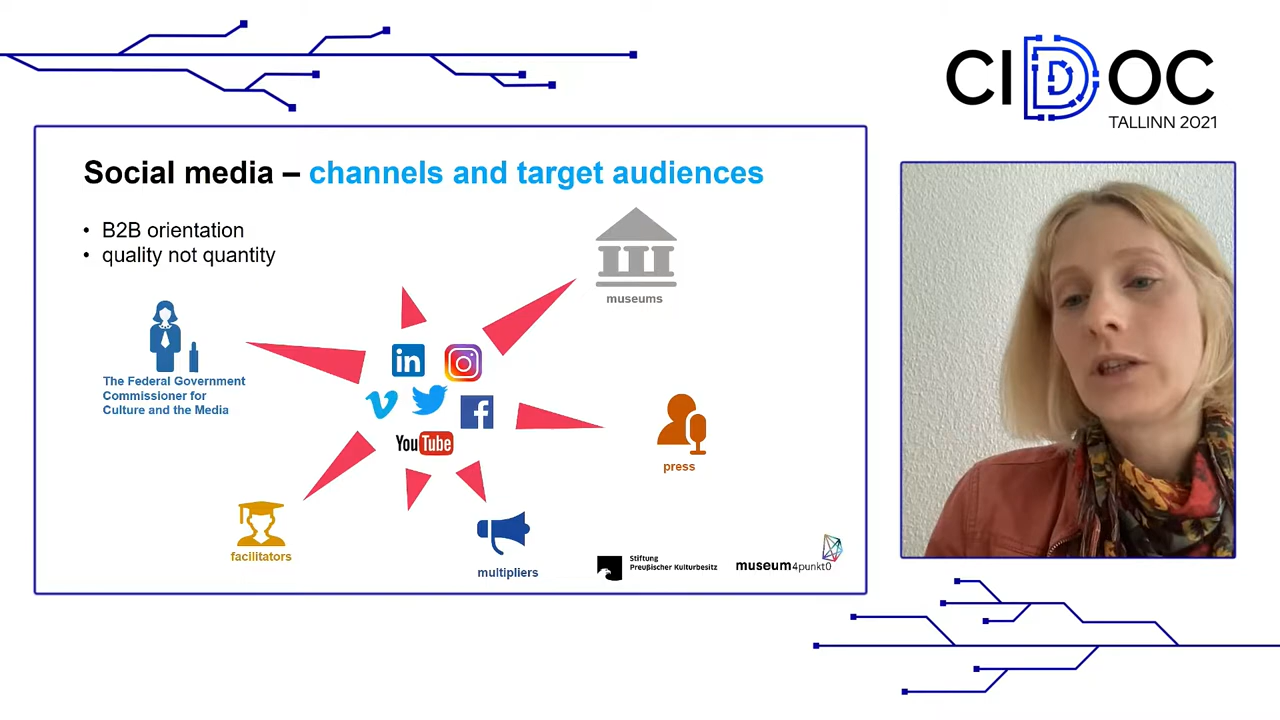 CIDOC
TALLINN 2021
Social media – channels and target audiences
• B2B orientation
• quality not quantity
museums
The Federal Government
Commissioner for
Culture and the Media
in
YouTube
press
facilitators
multipliers
Stiftung
Preußischer Kulturbesitz
museum4punkt0